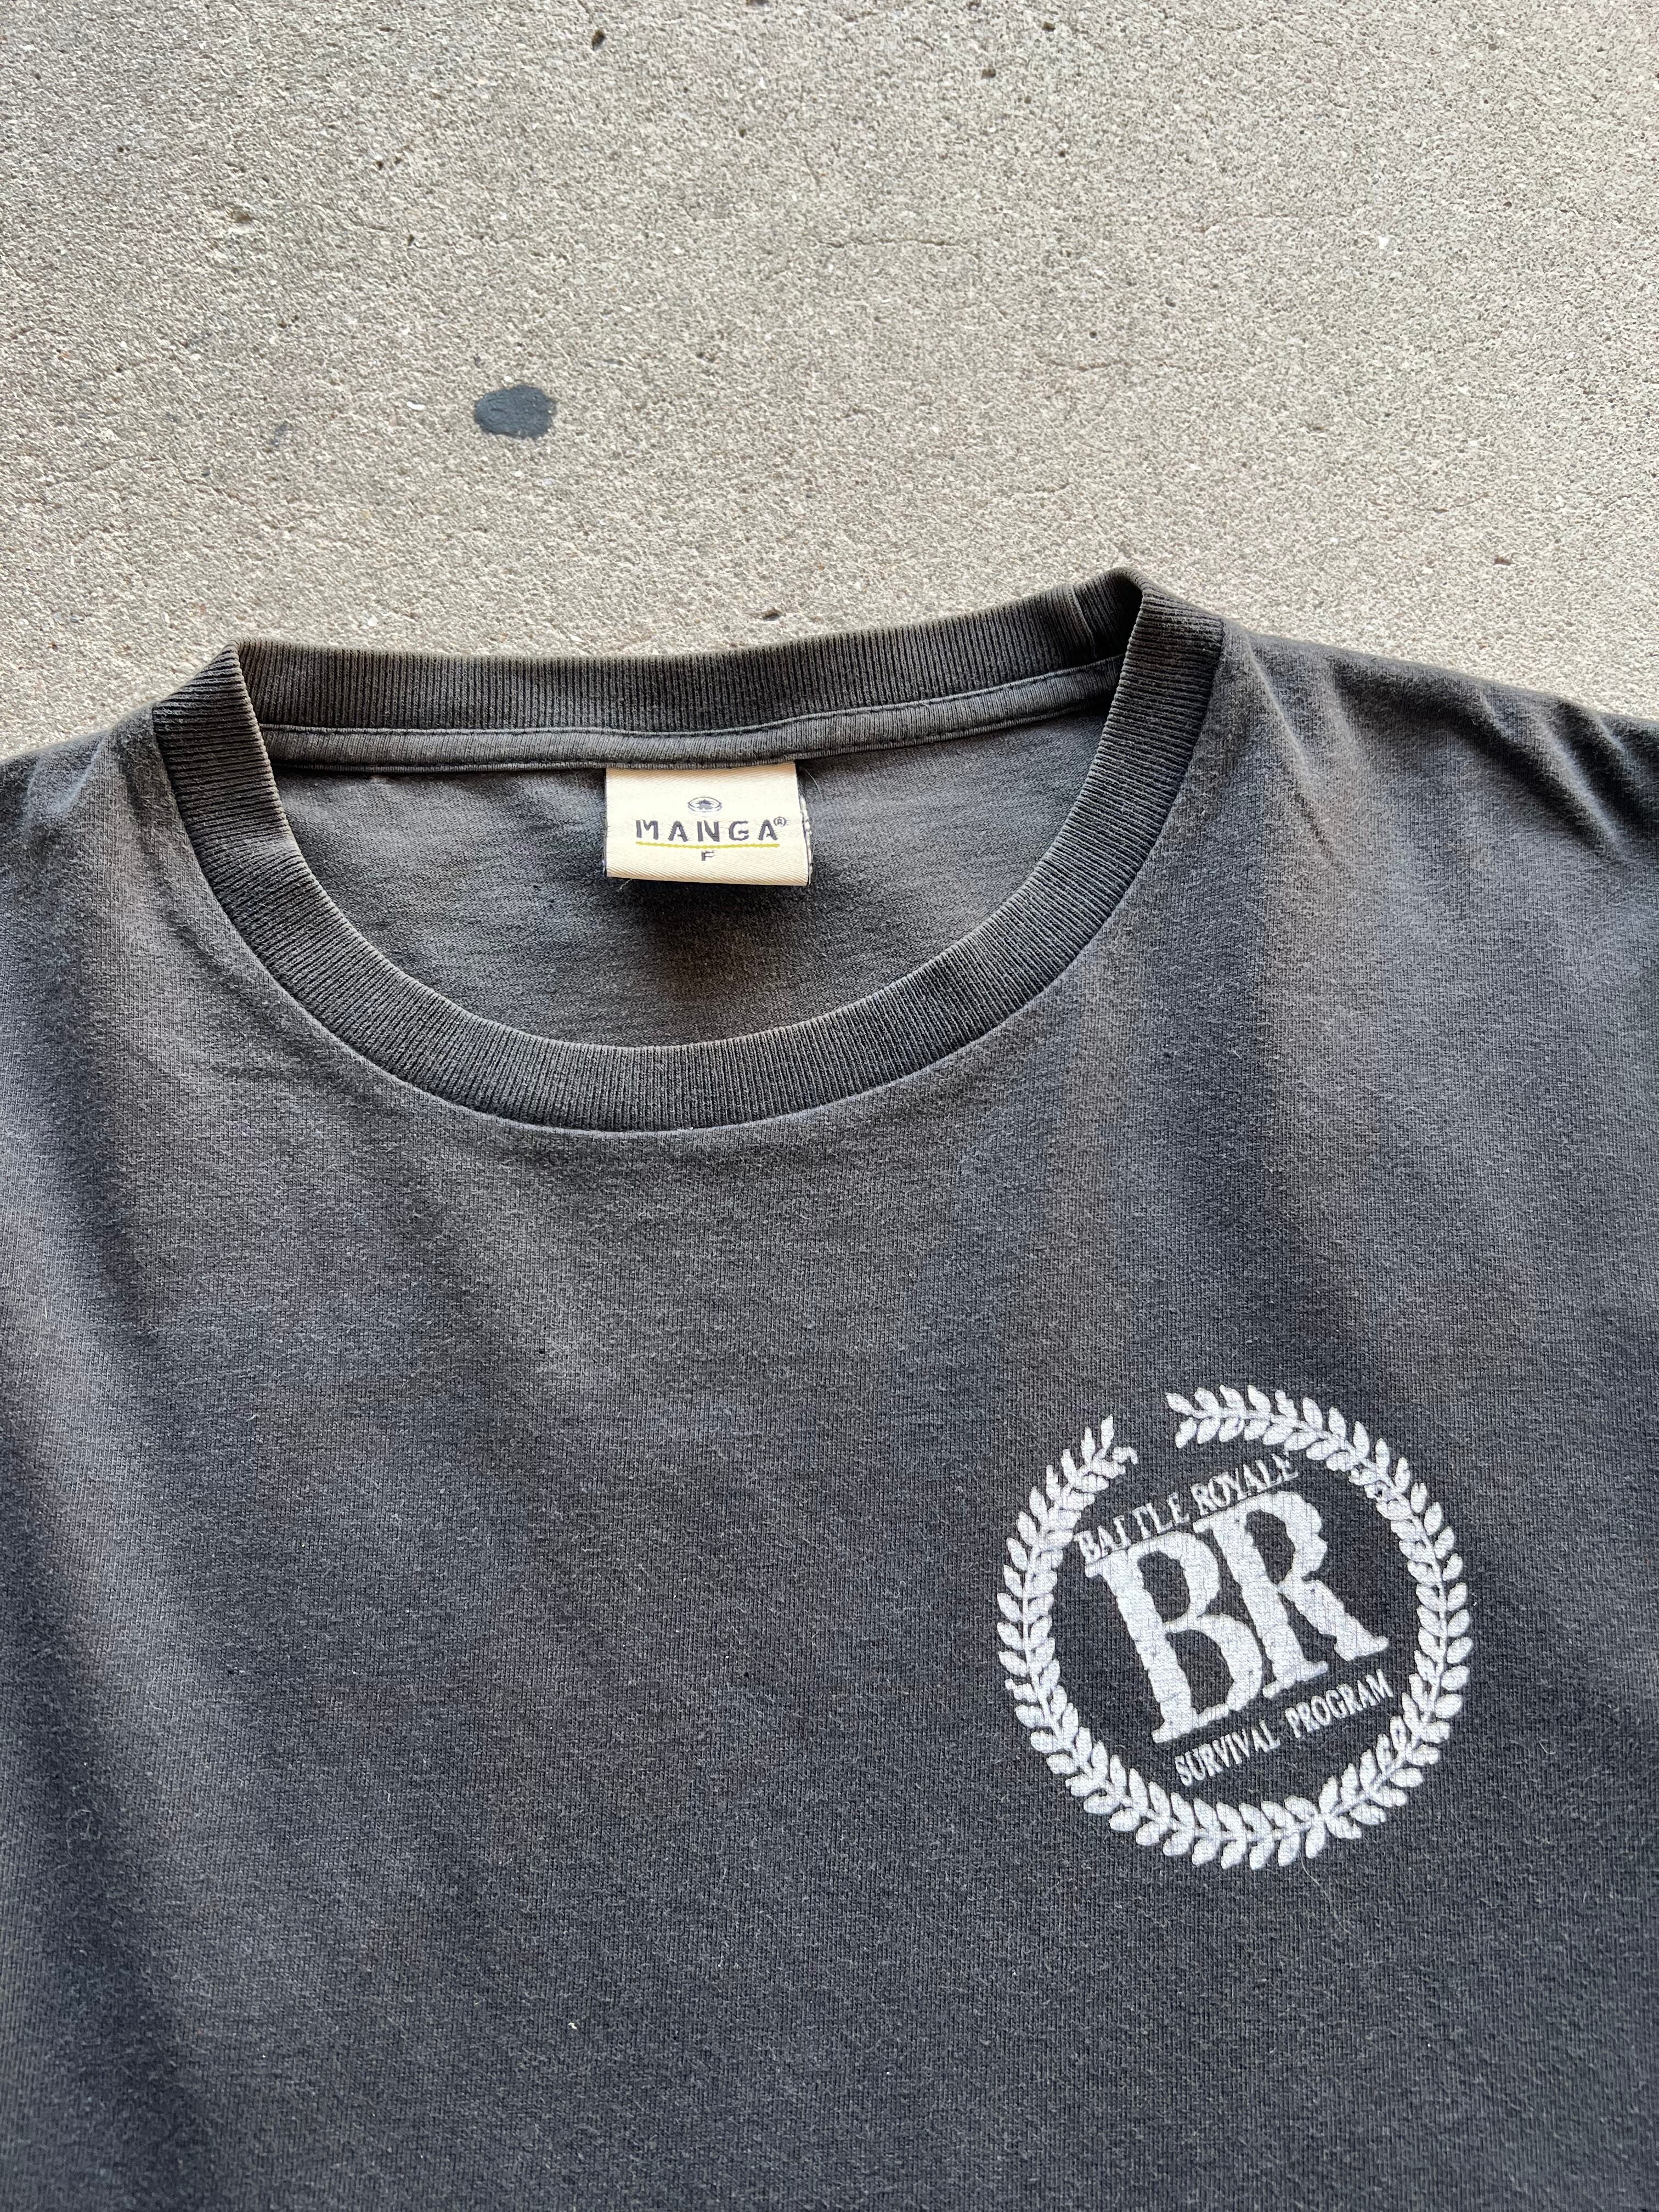 MANGA®
F
BATTLE ROYALE
BR
SURVIVAL PROGRAM